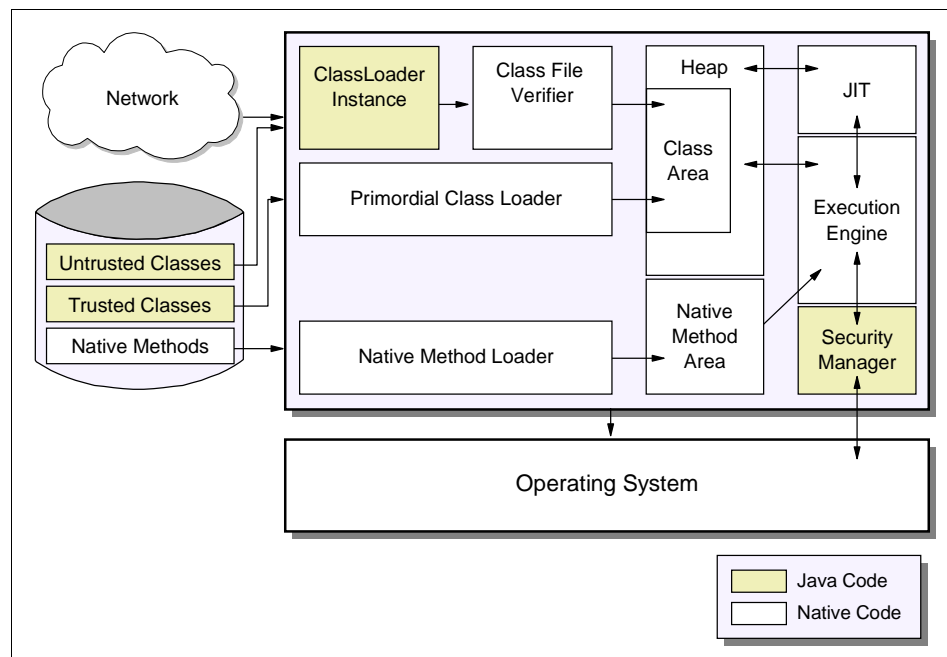 Network
Untrusted Classes
Trusted Classes
Native Methods
ClassLoader
Instance
Class File
Verifier
Primordial Class Loader
Native Method Loader
Heap
Class
Area
Native
Method
Area
JIT
Execution
Engine
Security
Manager
Operating System
Java Code
Native Code